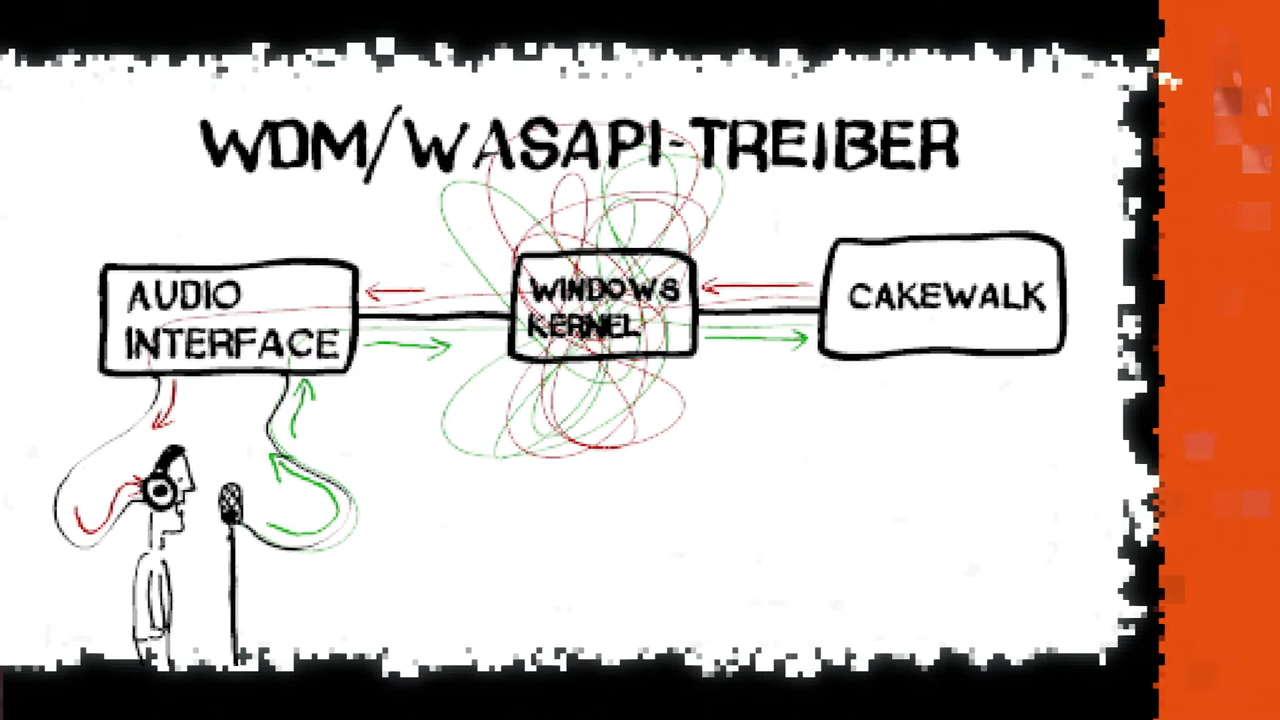 WDM/WASAPI-TREIBER
AUDIO
INTERFACE
WINDOWS
KERNEL
CAKEWALK